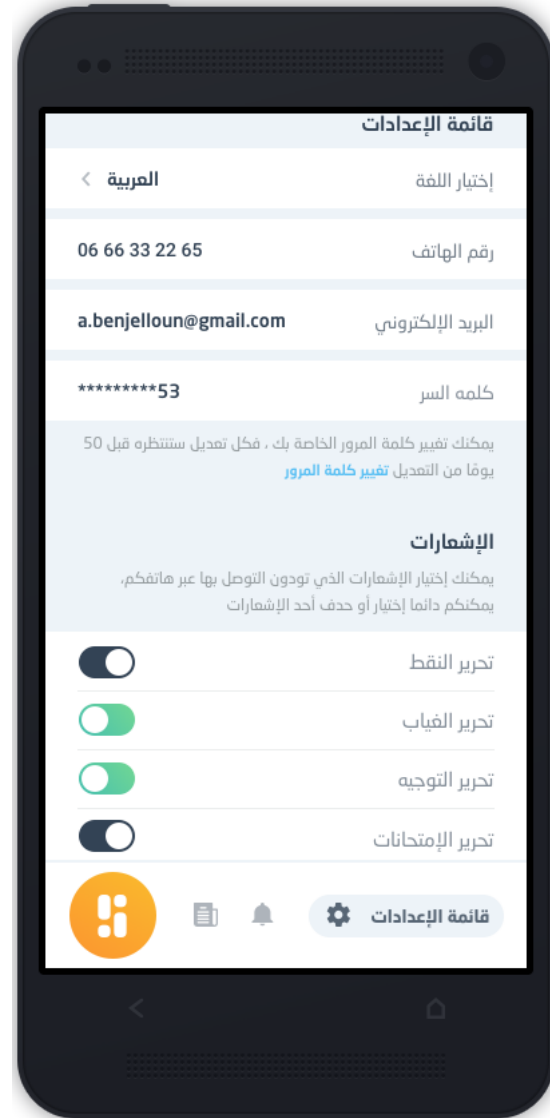 قائمة الإعدادات
إختيار اللغة العربية
رقم الهاتف 06 66 33 22 65
البريد الإلكتروني a.benjelloun@gmail.com
كلمه السر *********53
يمكنك تغيير كلمة المرور الخاصة بك ، فكل تعديل ستنتظره قبل 50
يومًا من التعديل تغيير كلمة المرور
الإشعارات
يمكنك إختيار الإشعارات الذي تودون التوصل بها عبر هاتفكم،
يمكنكم دائما إختيار أو حدف أحد الإشعارات
تحرير النقط
تحرير الغياب
تحرير التوجيه
تحرير الإمتحانات
قائمة الإعدادات